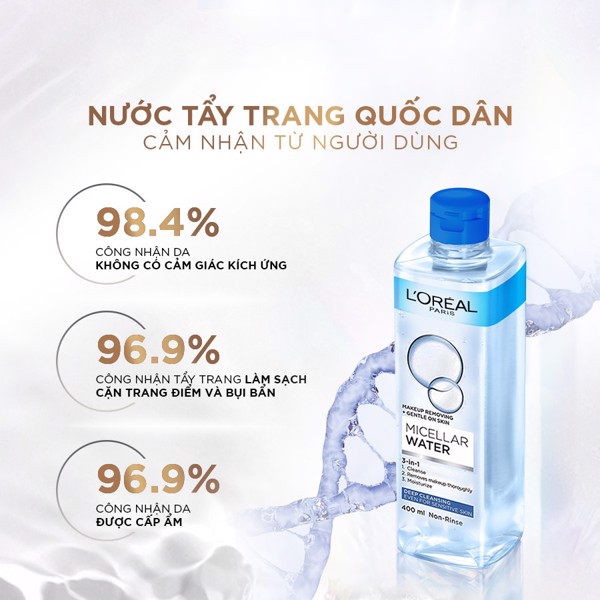 NƯỚC TẨY TRANG QUỐC DÂN
CẢM NHẬN TỪ NGƯỜI DÙNG
98.4%
CÔNG NHẬN DA
KHÔNG CÓ CẢM GIÁC KÍCH ỨNG
96.9%
CÔNG NHẬN TẨY TRANG LÀM SẠCH
CẶN TRANG ĐIỂM VÀ BỤI BẨN
96.9%
CÔNG NHẬN DA
ĐƯỢC CẤP ẨM
L'ORÉAL
PARIS
MAKEUP REMOVING
+ GENTLE ON SKIN
MICELLAR
WATER
3-in-1
1. Cleanse
2. Removes makeup thoroughly
3. Moisturize
DEEP CLEANSING
EVEN FOR SENSITIVE SKIN
400 ml Non-Rinse